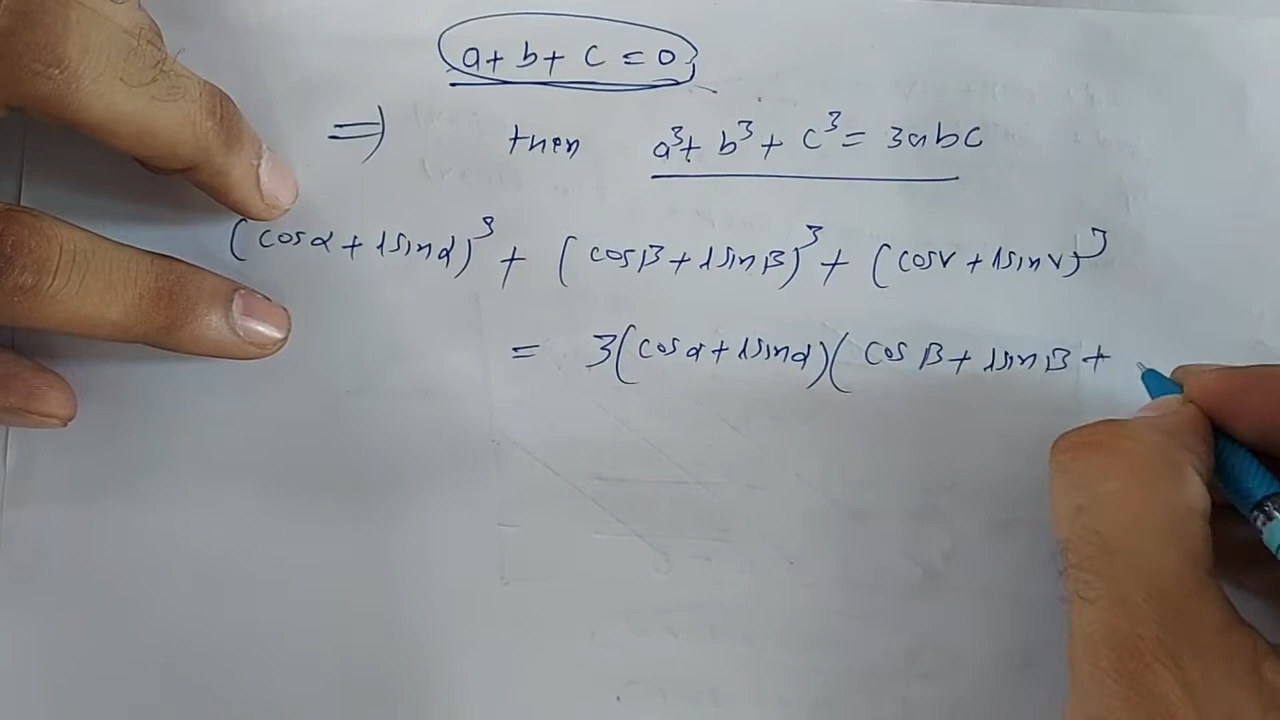 a + b + c = 0
⇒ then a³ + b³ + c³ = 3abc
(cosα + isinα)³ + (cosβ + isinβ)³ + (cosγ + isinγ)³
= 3(cosα + isinα)(cosβ + isinβ +